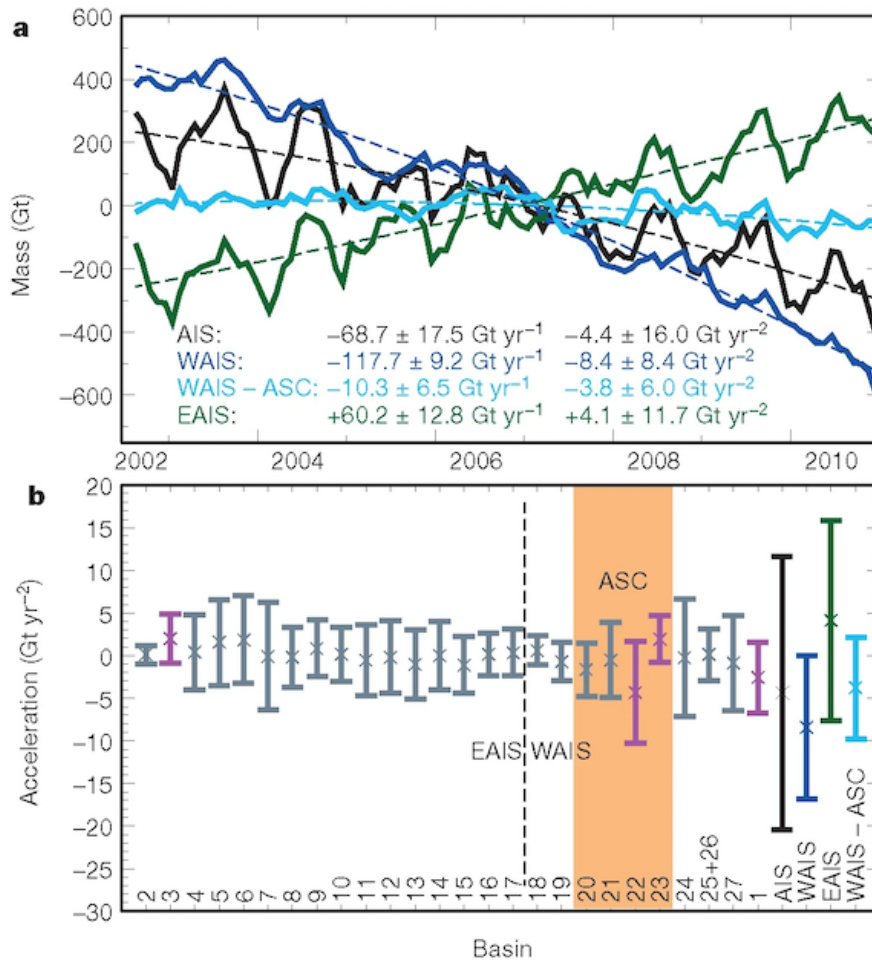 a
600
400
200
0
−200
−400
−600
Mass (Gt)
AIS: −68.7 ± 17.5 Gt yr⁻¹ −4.4 ± 16.0 Gt yr⁻²
WAIS: −117.7 ± 9.2 Gt yr⁻¹ −8.4 ± 8.4 Gt yr⁻²
WAIS – ASC: −10.3 ± 6.5 Gt yr⁻¹ −3.8 ± 6.0 Gt yr⁻²
EAIS: +60.2 ± 12.8 Gt yr⁻¹ +4.1 ± 11.7 Gt yr⁻²
2002 2004 2006 2008 2010
b
20
15
10
5
0
−5
−10
−15
−20
−25
−30
Acceleration (Gt yr⁻²)
ASC
EAIS WAIS
2 3 4 5 6 7 8 9 10 11 12 13 14 15 16 17 18 19 20 21 22 23 24 25+26 27 1 AIS WAIS EAIS WAIS – ASC
Basin